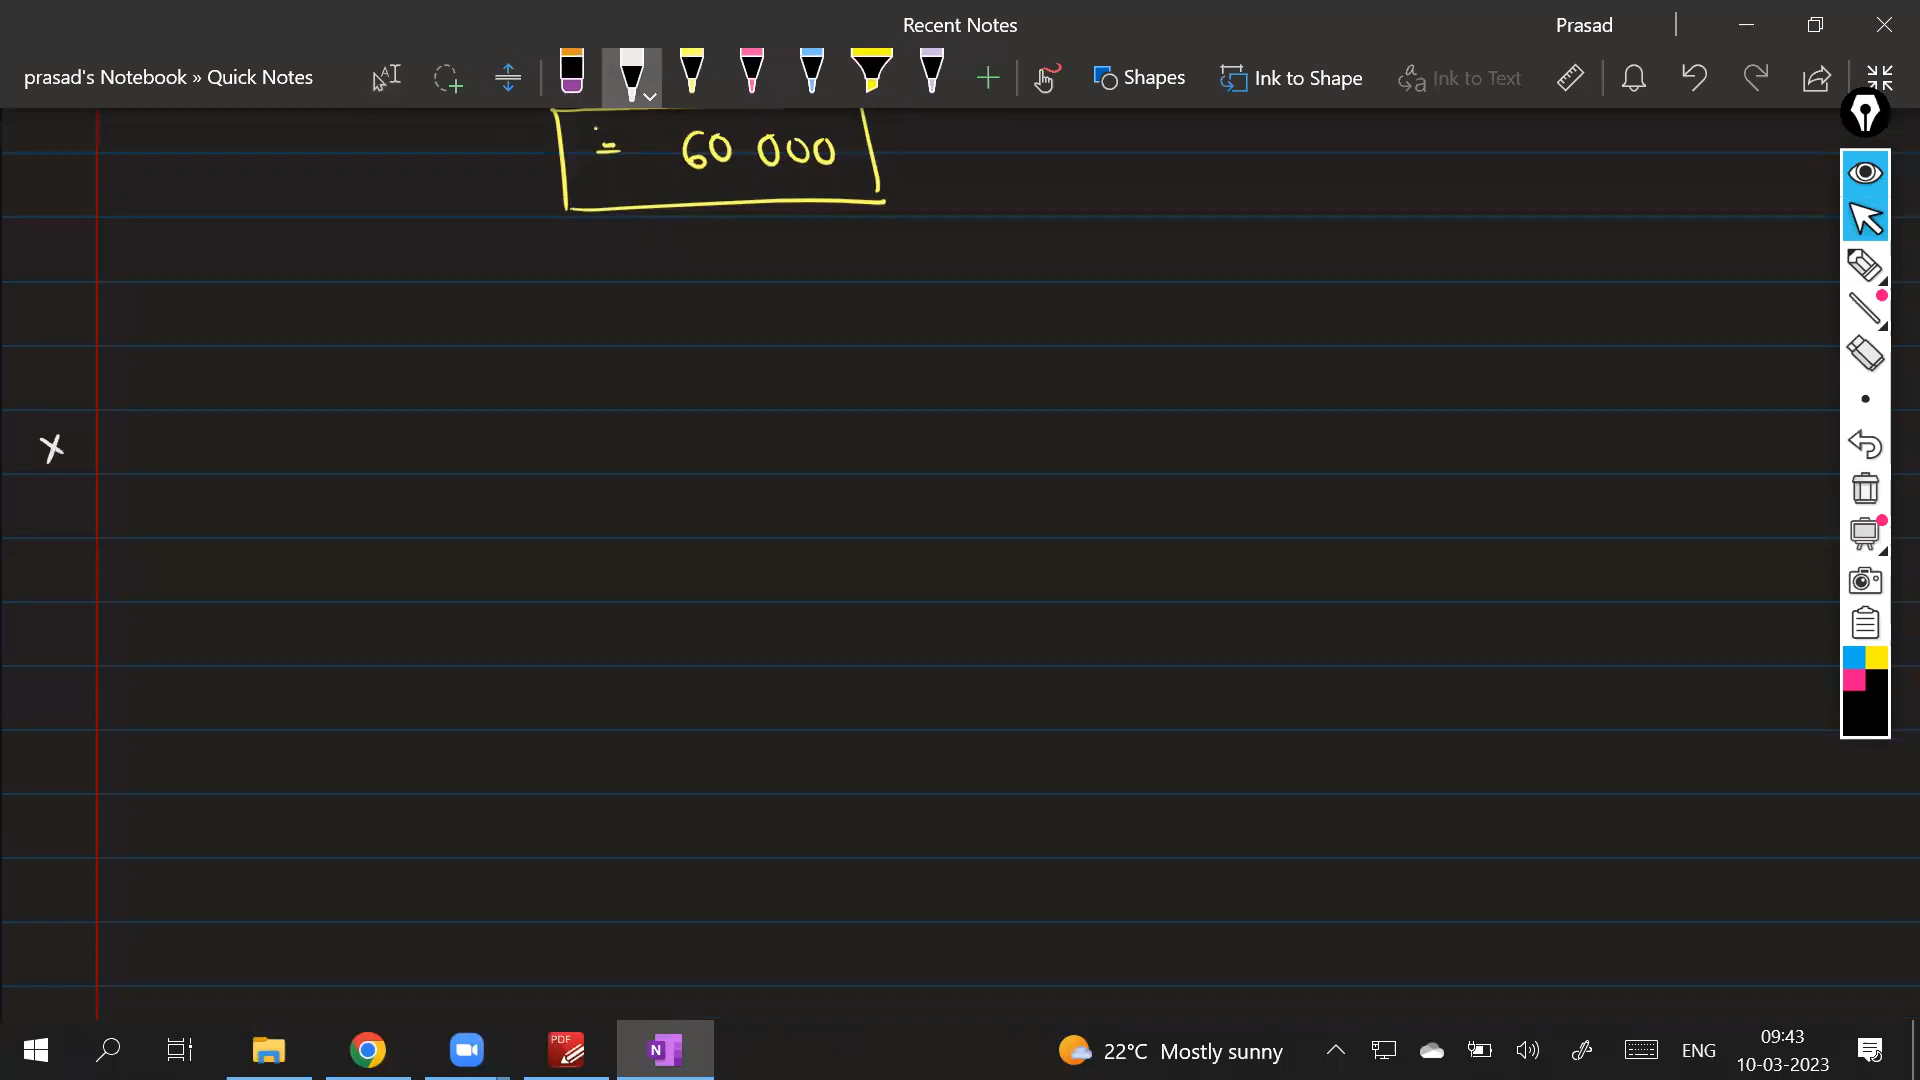 Recent Notes
Prasad
prasad's Notebook » Quick Notes
Shapes
Ink to Shape
Ink to Text
= 60 000
x
PDF
N
22°C Mostly sunny
ENG
09:43
10-03-2023